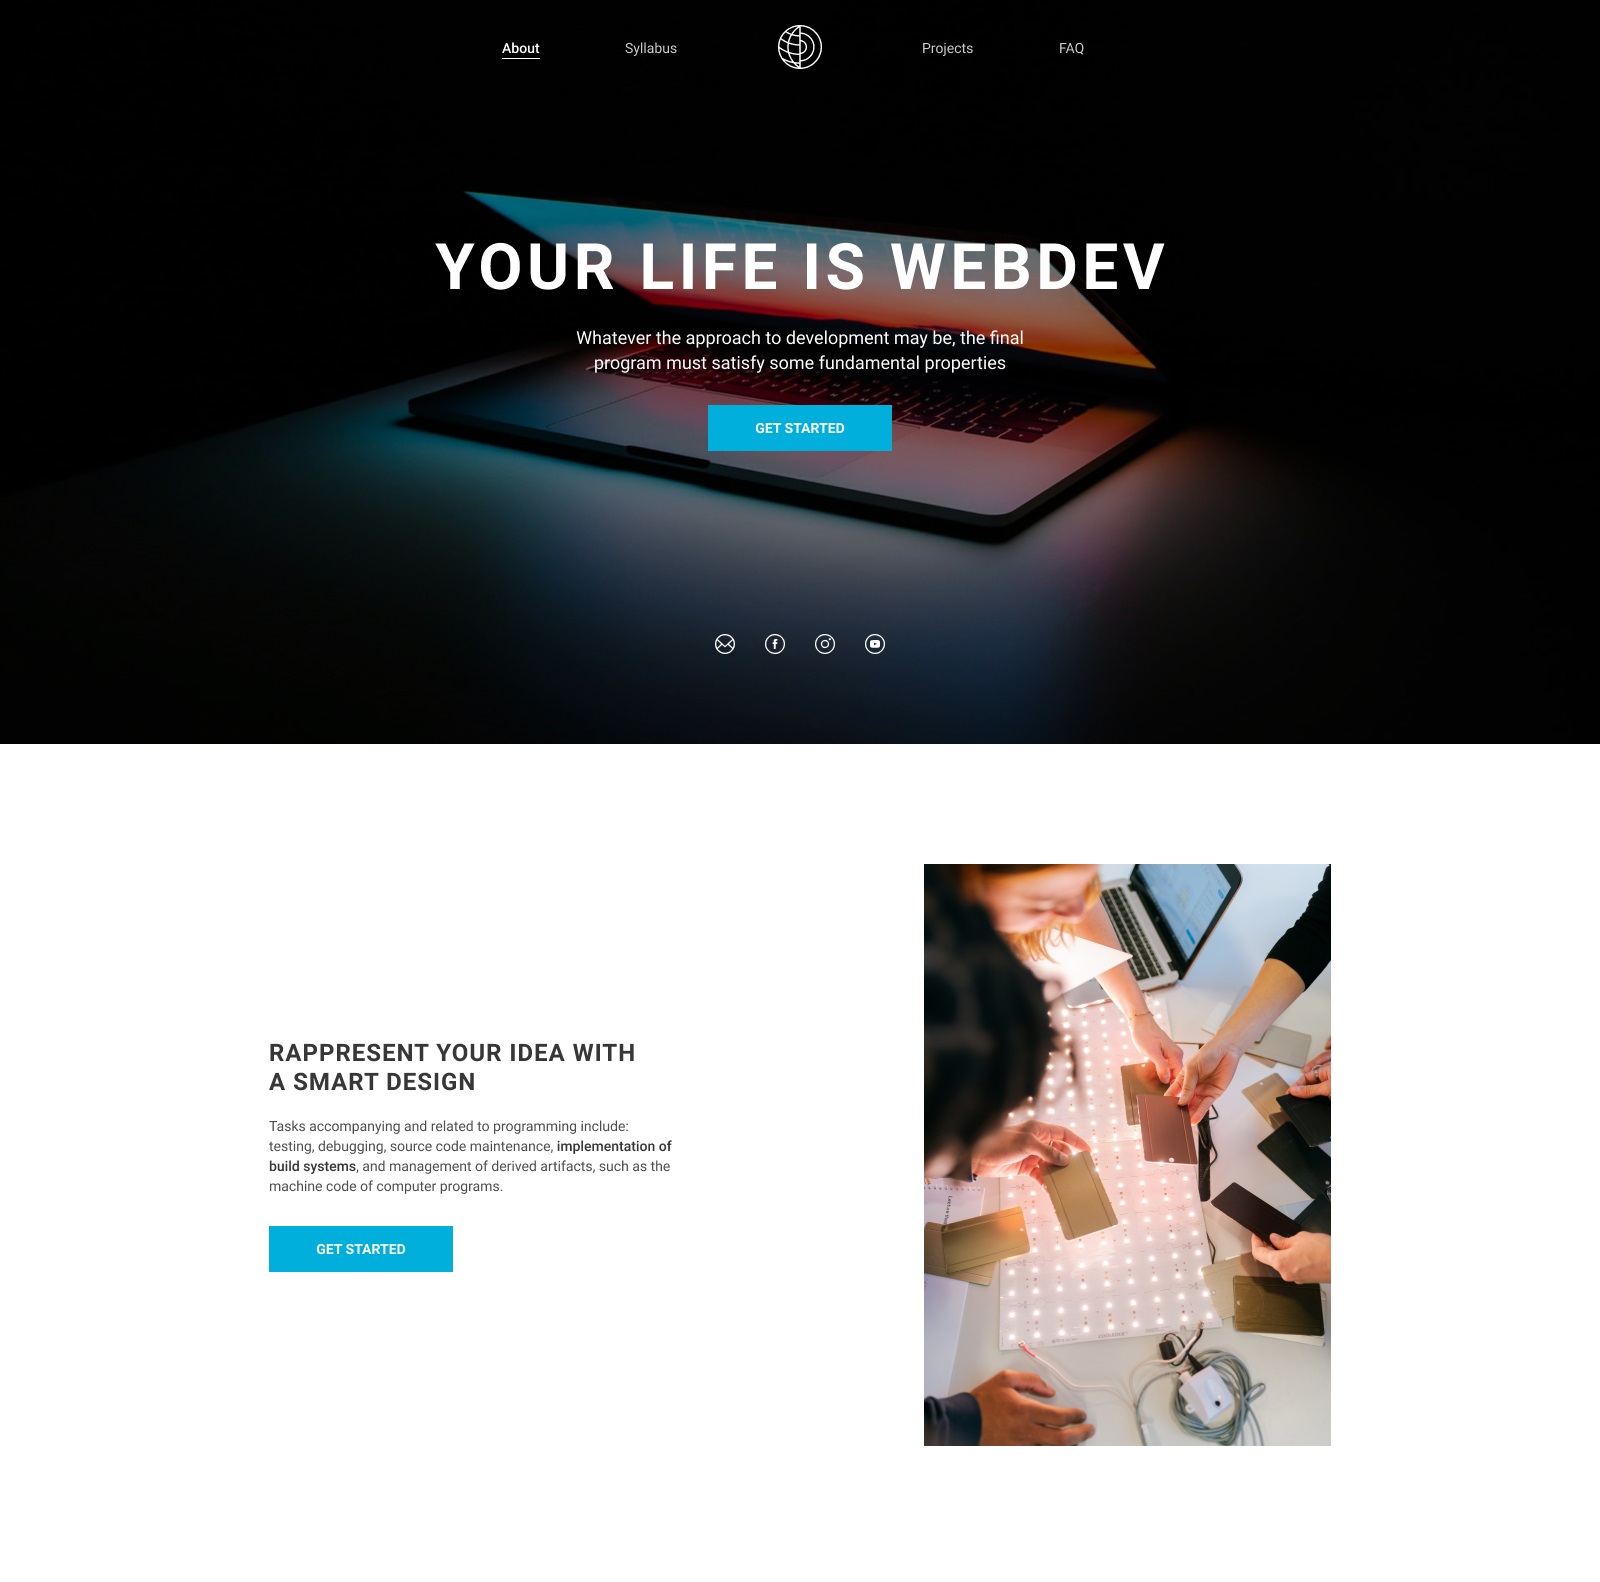 About
Syllabus
Projects
FAQ
YOUR LIFE IS WEBDEV
Whatever the approach to development may be, the final
program must satisfy some fundamental properties
GET STARTED
RAPPRESENT YOUR IDEA WITH
A SMART DESIGN
Tasks accompanying and related to programming include:
testing, debugging, source code maintenance, implementation of
build systems, and management of derived artifacts, such as the
machine code of computer programs.
GET STARTED